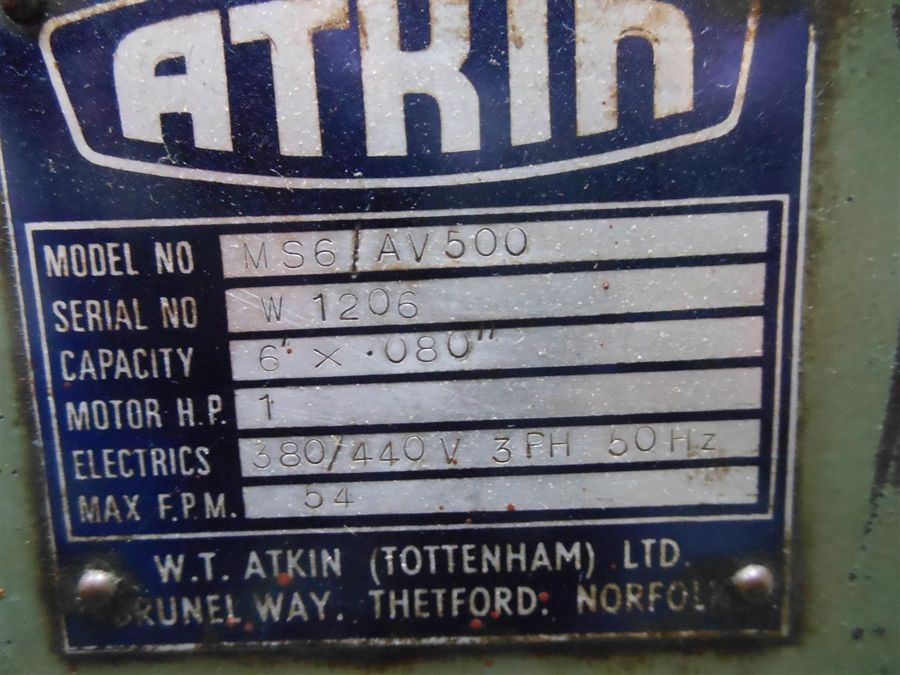 ATKIN
MODEL NO MS6/AV500
SERIAL NO W 1206
CAPACITY 6" × .080"
MOTOR H.P. 1
ELECTRICS 380/440V 3PH 50Hz
MAX F.P.M. 54
W.T. ATKIN (TOTTENHAM) LTD.
BRUNEL WAY. THETFORD. NORFOLK